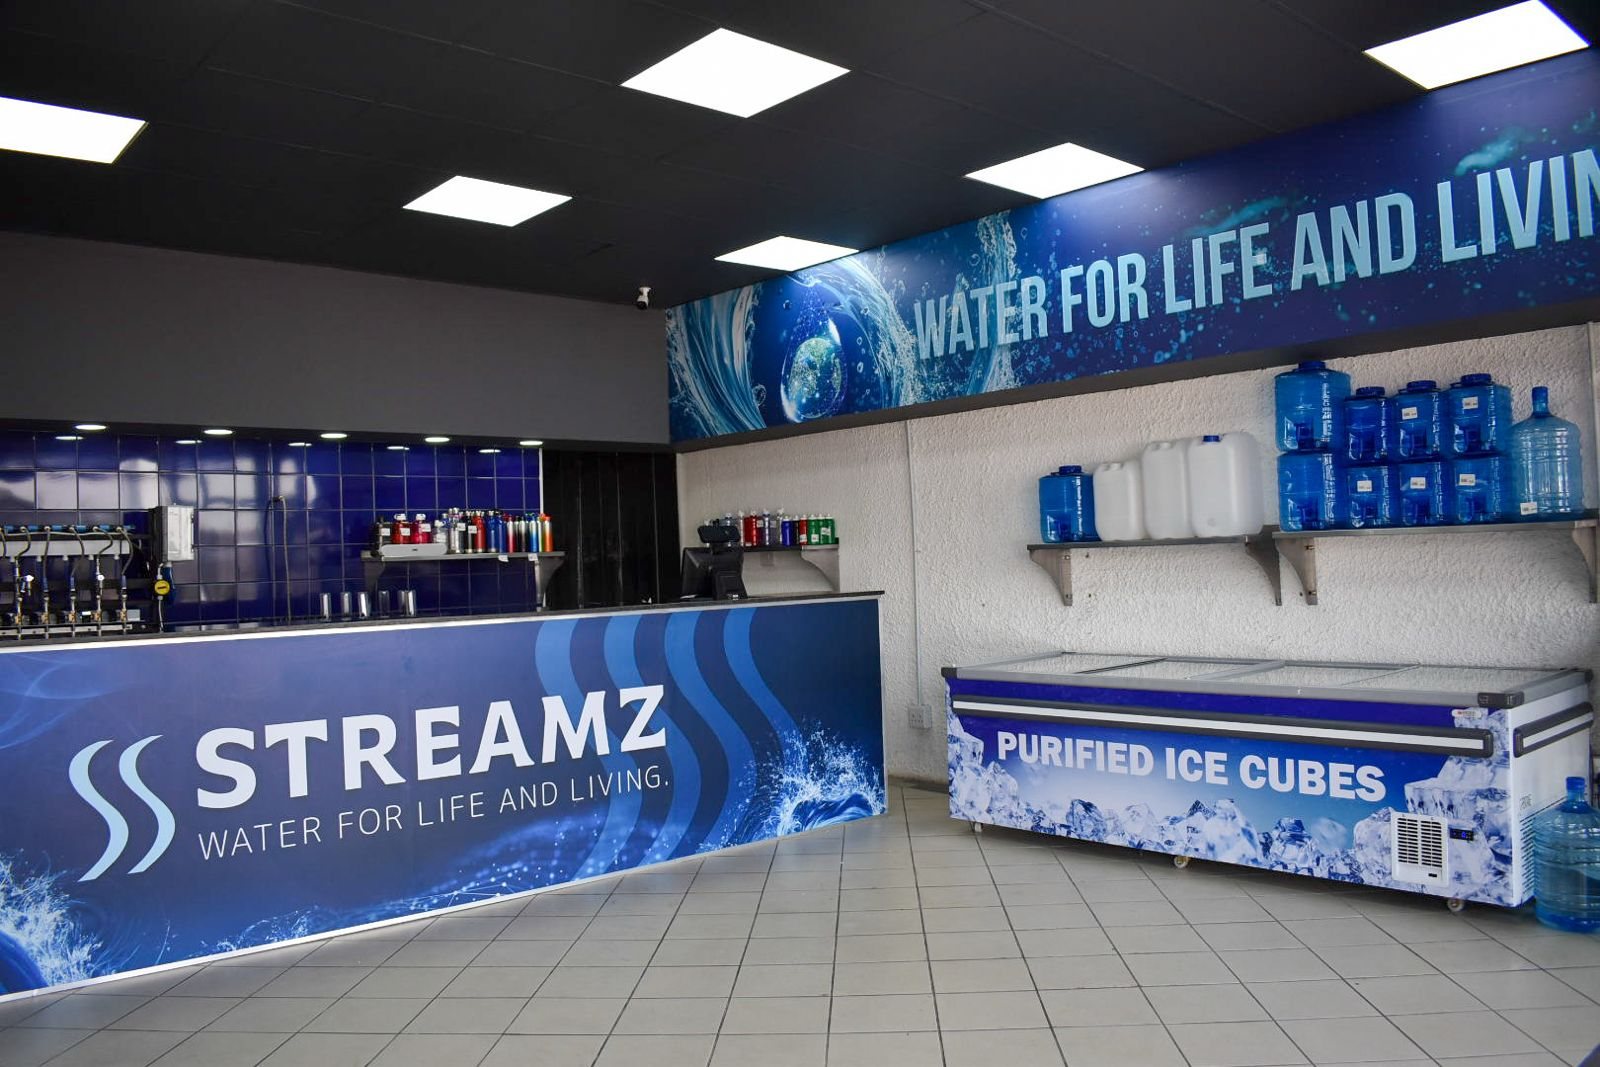 WATER FOR LIFE AND LIVIN
STREAMZ
WATER FOR LIFE AND LIVING.
PURIFIED ICE CUBES